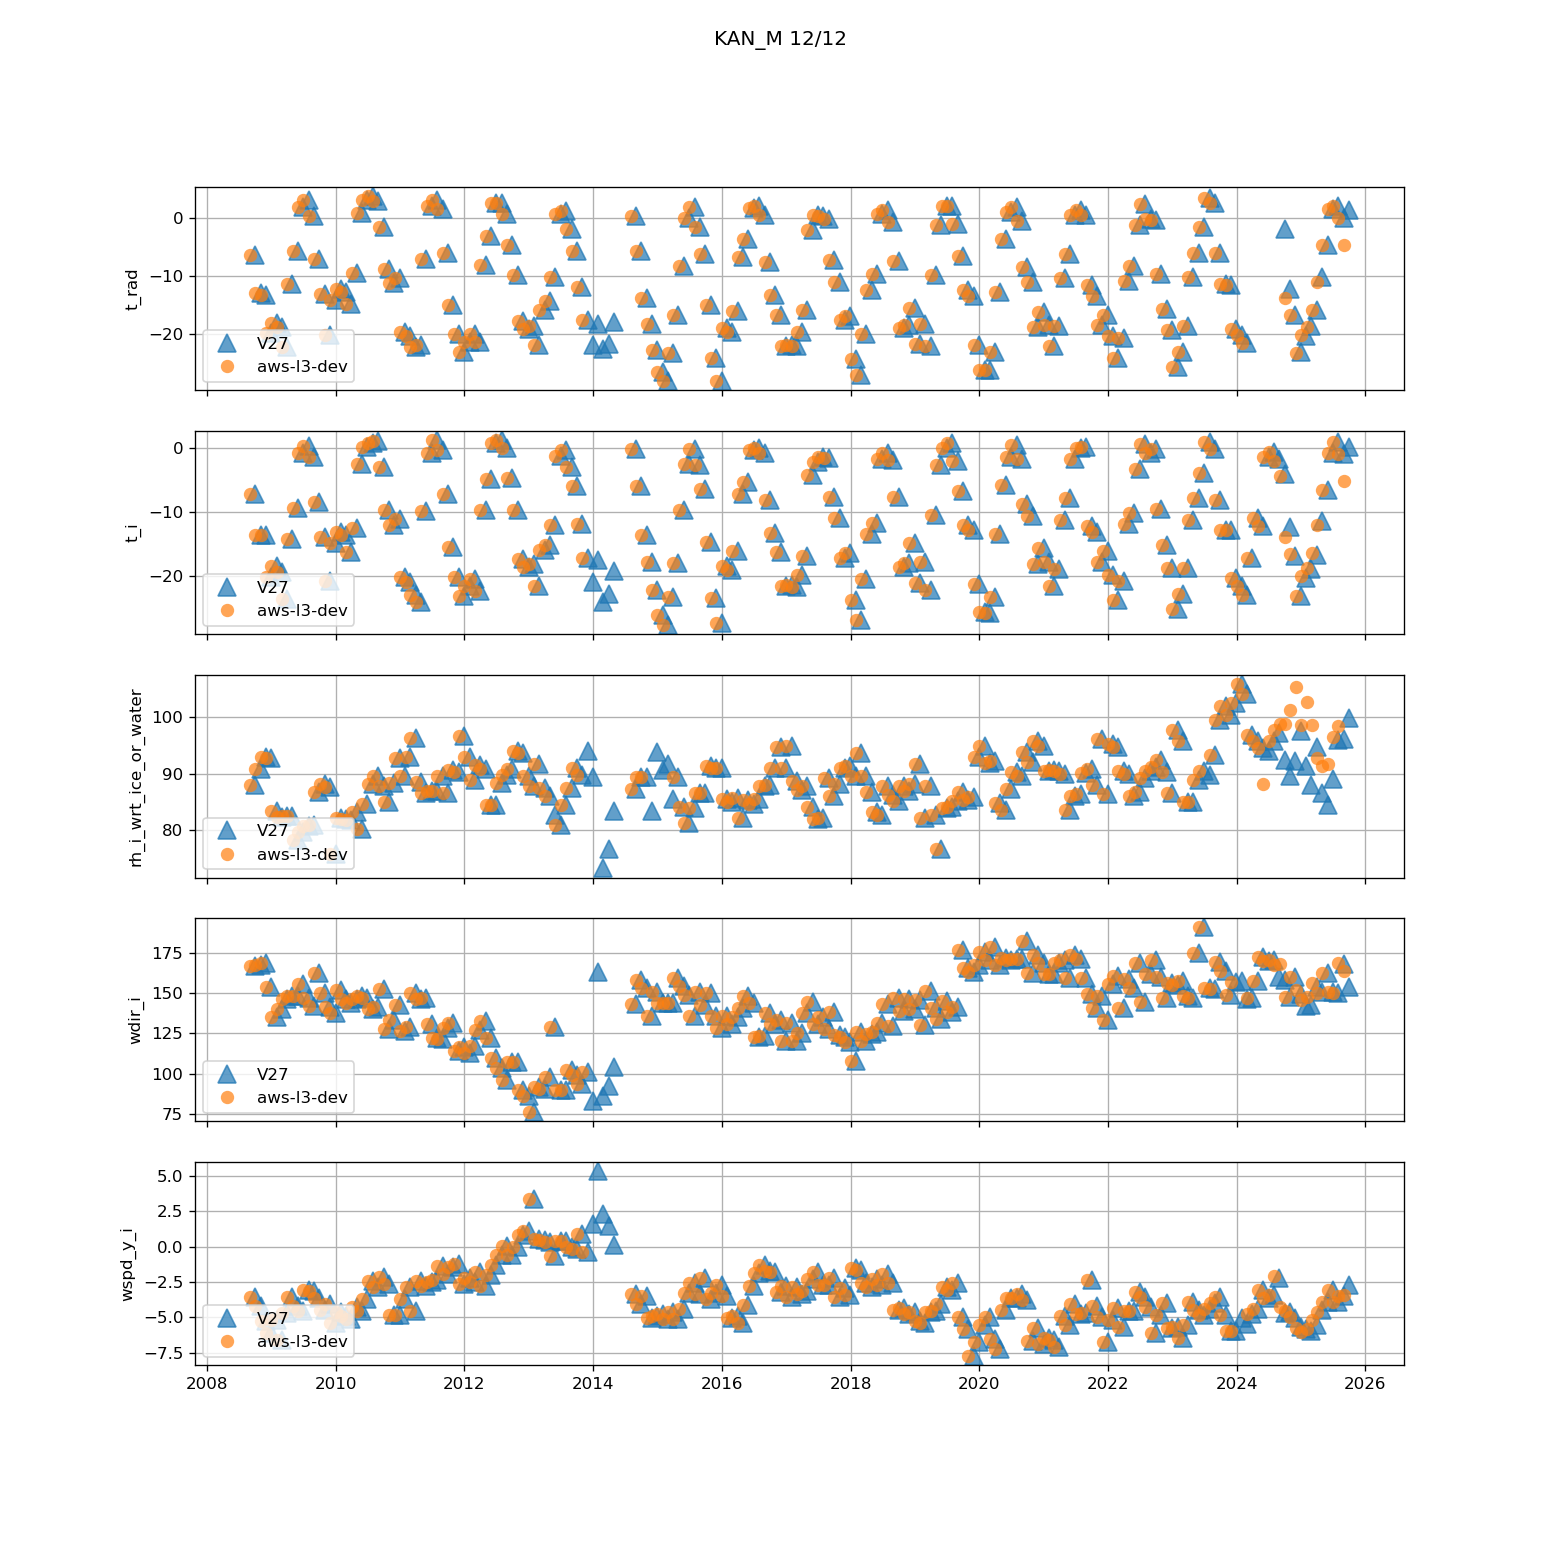 KAN_M 12/12
t_rad
0
−10
−20
V27
aws-l3-dev
t_i
0
−10
−20
V27
aws-l3-dev
rh_i_wrt_ice_or_water
100
90
80
V27
aws-l3-dev
wdir_i
175
150
125
100
75
V27
aws-l3-dev
wspd_y_i
5.0
2.5
0.0
−2.5
−5.0
−7.5
V27
aws-l3-dev
2008 2010 2012 2014 2016 2018 2020 2022 2024 2026